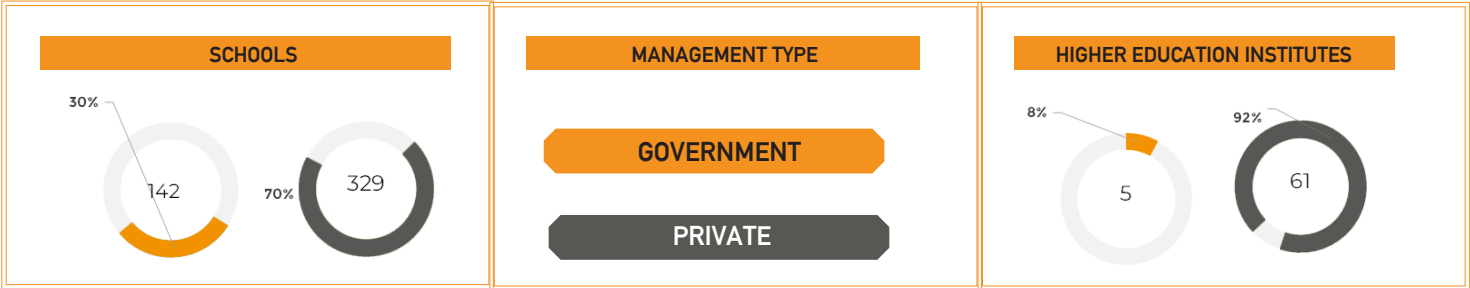 SCHOOLS
30%
142
70%
329
MANAGEMENT TYPE
GOVERNMENT
PRIVATE
HIGHER EDUCATION INSTITUTES
8%
5
92%
61